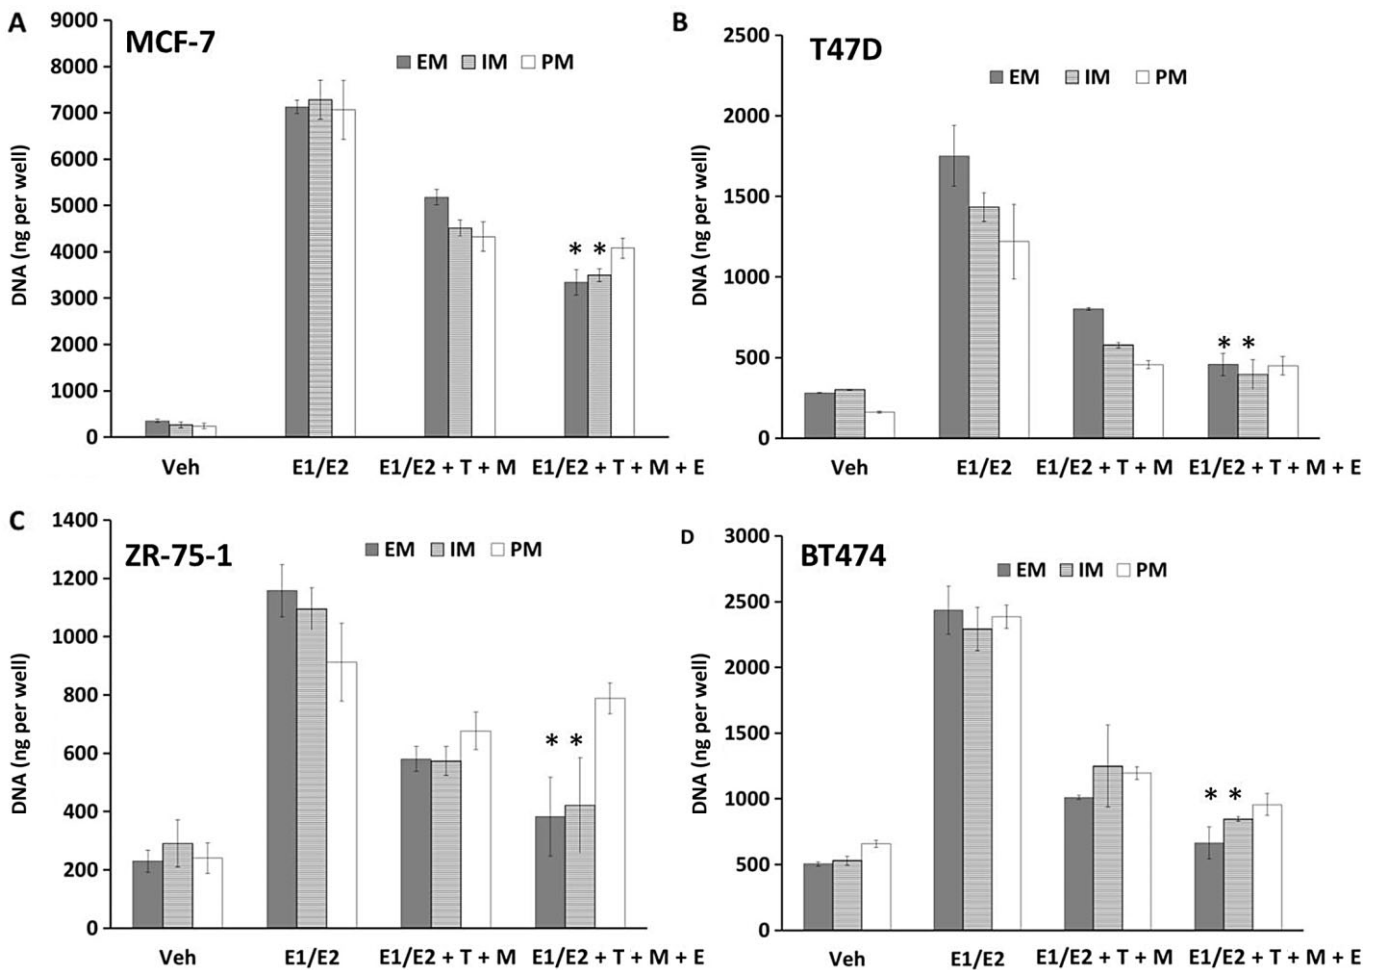 A
MCF-7
EM IM PM
DNA (ng per well)
9000
8000
7000
6000
5000
4000
3000
2000
1000
0
* *
Veh E1/E2 E1/E2 + T + M E1/E2 + T + M + E
B
T47D
EM IM PM
DNA (ng per well)
2500
2000
1500
1000
500
0
* *
Veh E1/E2 E1/E2 + T + M E1/E2 + T + M + E
C
ZR-75-1
EM IM PM
DNA (ng per well)
1400
1200
1000
800
600
400
200
0
* *
Veh E1/E2 E1/E2 + T + M E1/E2 + T + M + E
D
BT474
EM IM PM
DNA (ng per well)
3000
2500
2000
1500
1000
500
0
* *
Veh E1/E2 E1/E2 + T + M E1/E2 + T + M + E